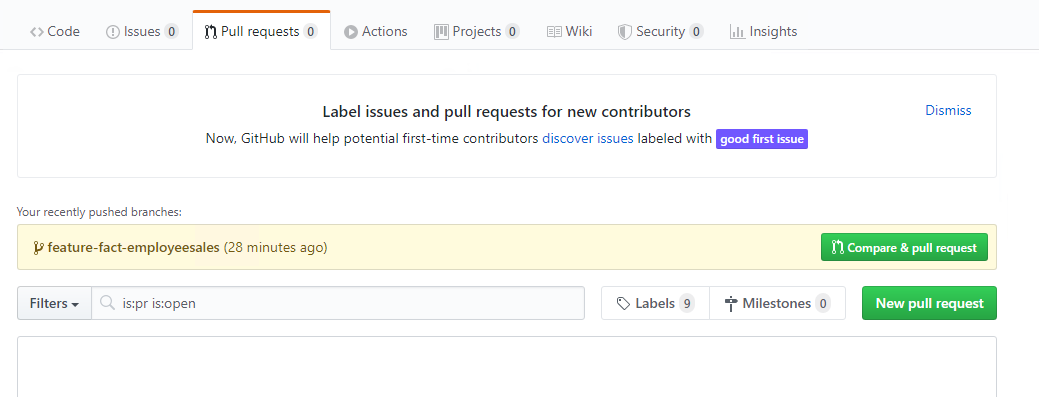 Code Issues 0 Pull requests 0 Actions Projects 0 Wiki Security 0 Insights
Label issues and pull requests for new contributors
Dismiss
Now, GitHub will help potential first-time contributors discover issues labeled with good first issue
Your recently pushed branches:
feature-fact-employeesales (28 minutes ago) Compare & pull request
Filters is:pr is:open Labels 9 Milestones 0 New pull request